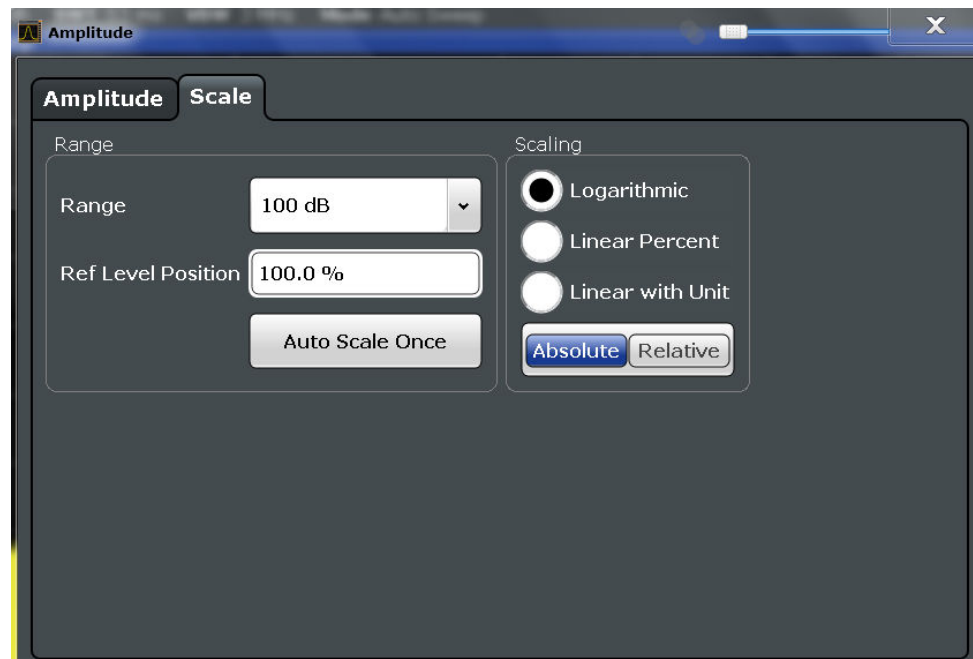 Amplitude
X
Amplitude
Scale
Range
Range
100 dB
Ref Level Position
100.0 %
Auto Scale Once
Scaling
Logarithmic
Linear Percent
Linear with Unit
Absolute
Relative